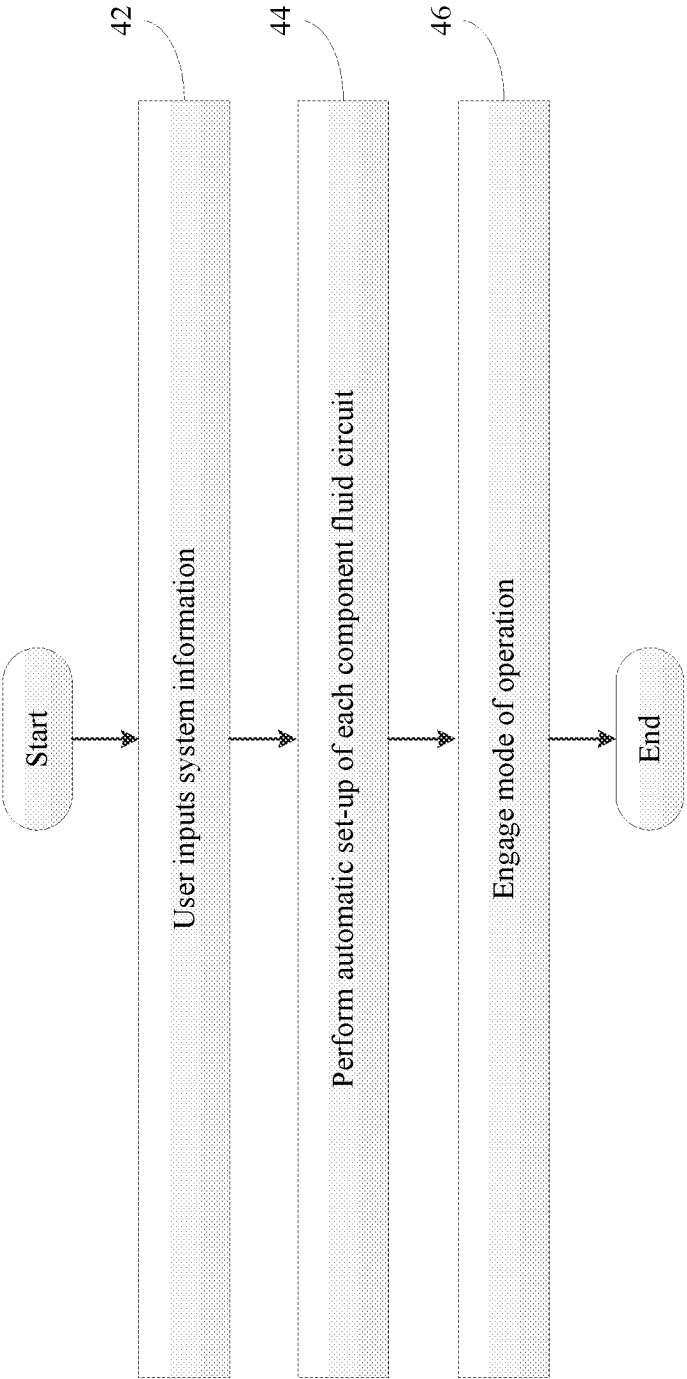 Start
42
User inputs system information
44
Perform automatic set-up of each component fluid circuit
46
Engage mode of operation
End